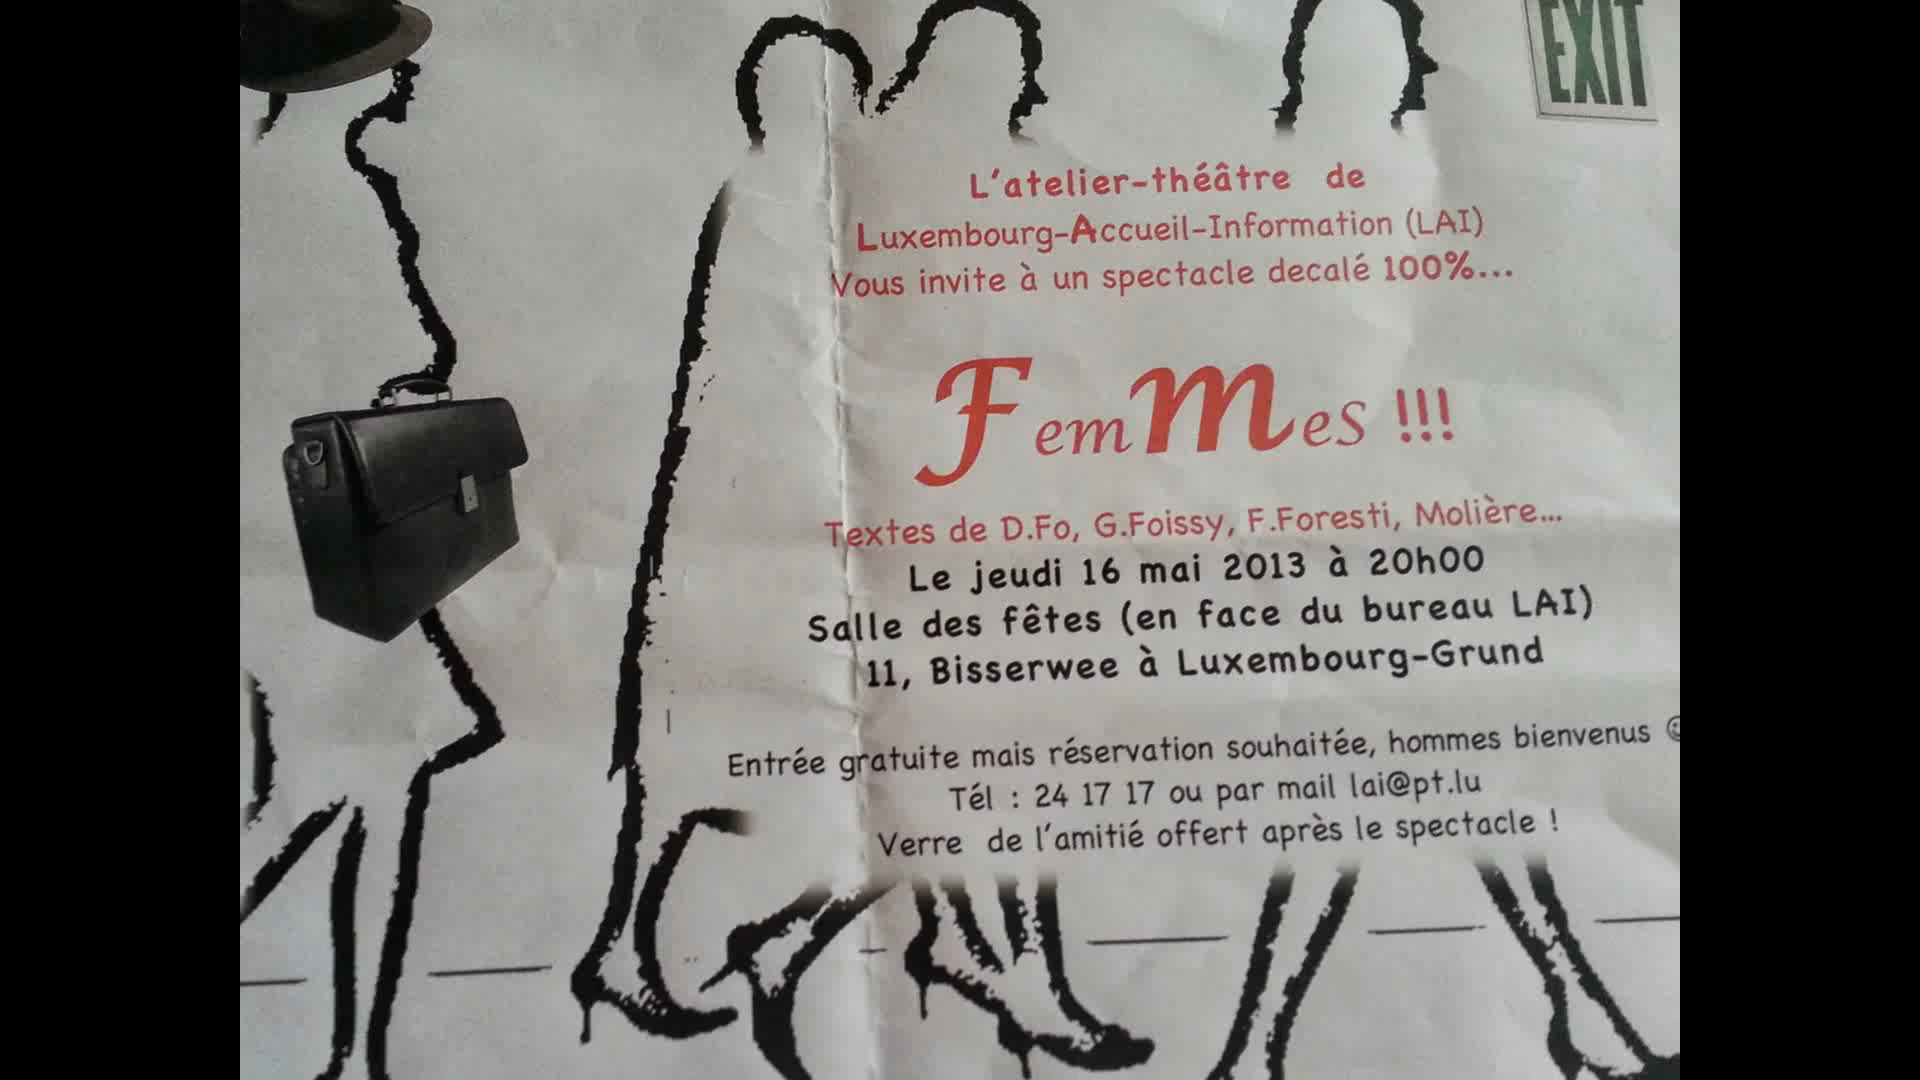 EXIT
L'atelier-théâtre de
Luxembourg-Accueil-Information (LAI)
Vous invite à un spectacle decalé 100%...
FemMes !!!
Textes de D.Fo, G.Foissy, F.Foresti, Molière...
Le jeudi 16 mai 2013 à 20h00
Salle des fêtes (en face du bureau LAI)
11, Bisserwee à Luxembourg-Grund
Entrée gratuite mais réservation souhaitée, hommes bienvenus ☺
Tél : 24 17 17 ou par mail lai@pt.lu
Verre de l'amitié offert après le spectacle !